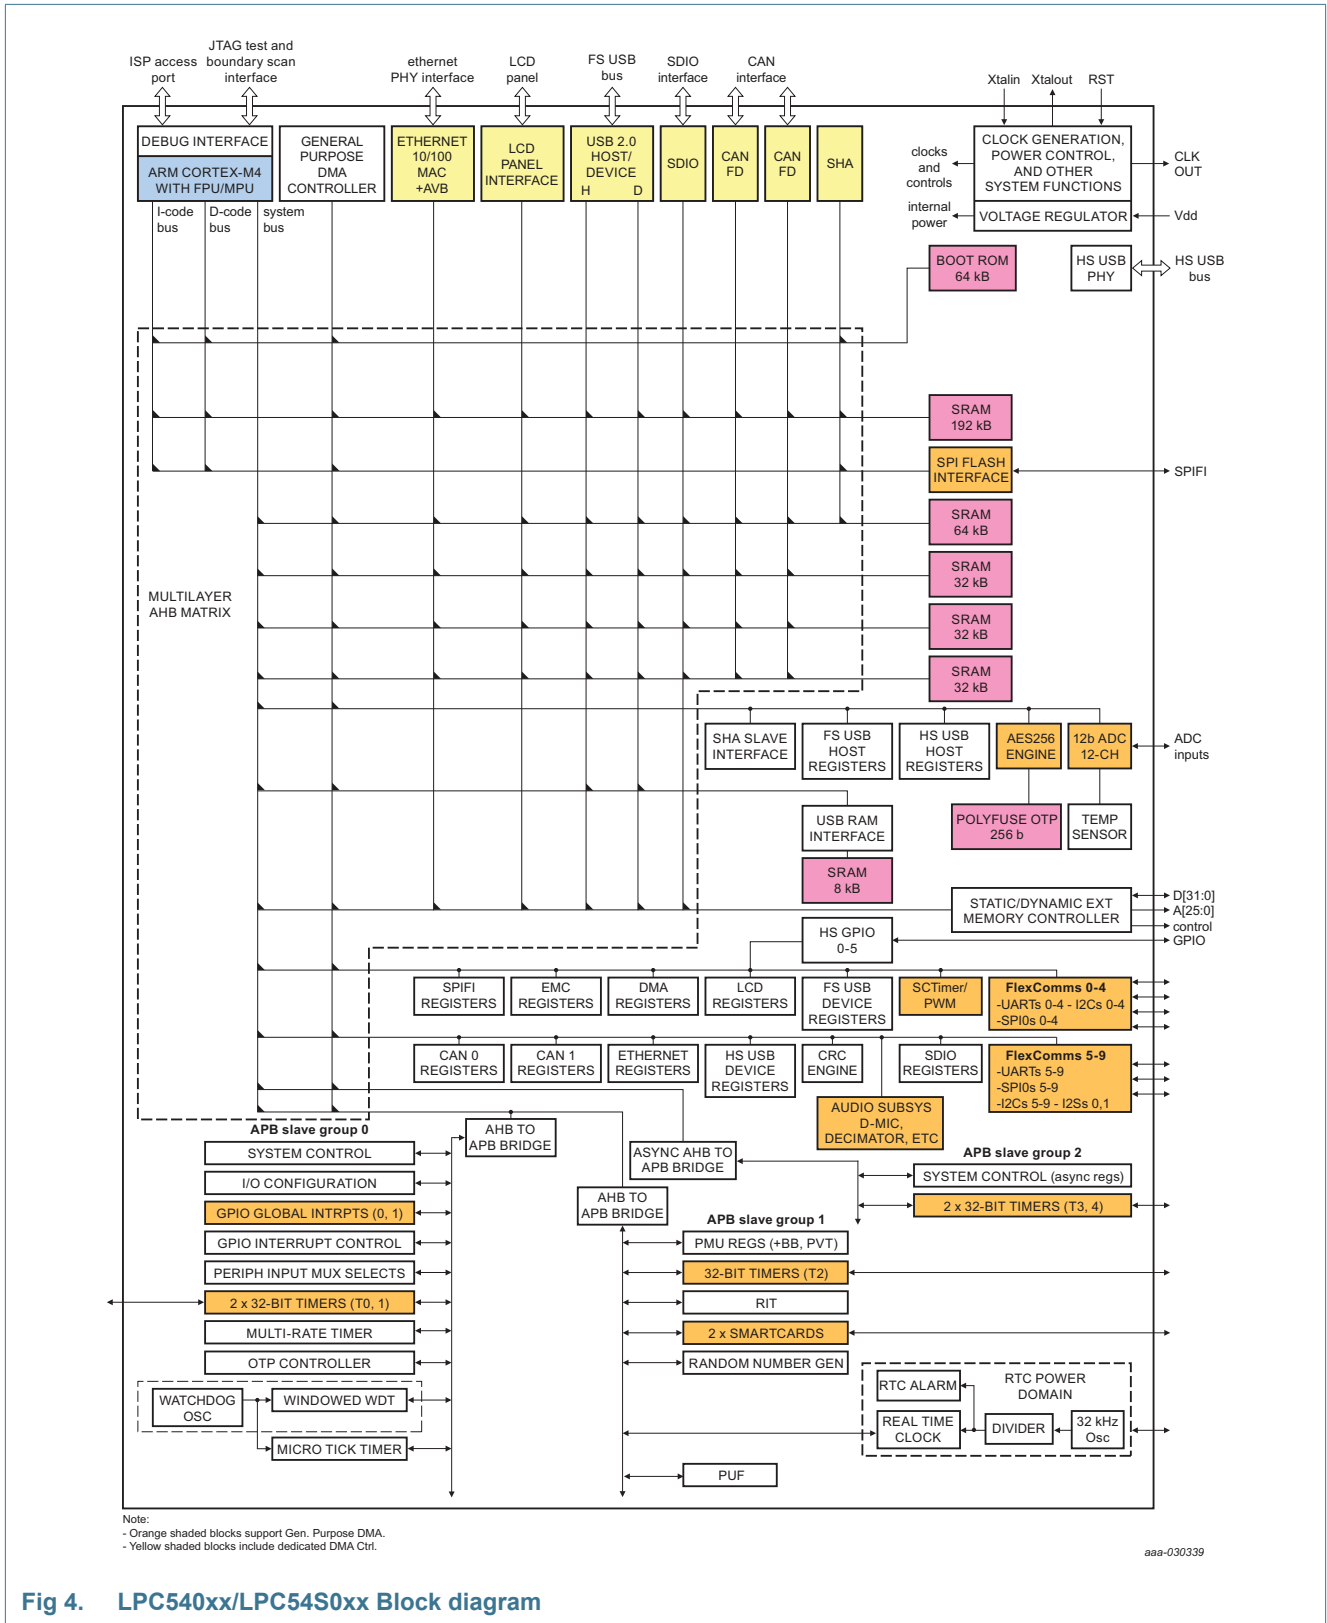 ISP access
port
JTAG test and
boundary scan
interface
ethernet
PHY interface
LCD
panel
FS USB
bus
SDIO
interface
CAN
interface
Xtalin
Xtalout
RST
DEBUG INTERFACE
ARM CORTEX-M4
WITH FPU/MPU
GENERAL
PURPOSE
DMA
CONTROLLER
ETHERNET
10/100
MAC
+AVB
LCD
PANEL
INTERFACE
USB 2.0
HOST/
DEVICE
H D
SDIO
CAN
FD
CAN
FD
SHA
clocks
and
controls
CLOCK GENERATION,
POWER CONTROL,
AND OTHER
SYSTEM FUNCTIONS
CLK
OUT
internal
power
VOLTAGE REGULATOR
Vdd
I-code
bus
D-code
bus
system
bus
BOOT ROM
64 kB
HS USB
PHY
HS USB
bus
SRAM
192 kB
SPI FLASH
INTERFACE
SPIFI
SRAM
64 kB
SRAM
32 kB
MULTILAYER
AHB MATRIX
SRAM
32 kB
SRAM
32 kB
SHA SLAVE
INTERFACE
FS USB
HOST
REGISTERS
HS USB
HOST
REGISTERS
AES256
ENGINE
12b ADC
12-CH
ADC
inputs
USB RAM
INTERFACE
POLYFUSE OTP
256 b
TEMP
SENSOR
SRAM
8 kB
STATIC/DYNAMIC EXT
MEMORY CONTROLLER
D[31:0]
A[25:0]
control
GPIO
HS GPIO
0-5
SPIFI
REGISTERS
EMC
REGISTERS
DMA
REGISTERS
LCD
REGISTERS
FS USB
DEVICE
REGISTERS
SCTimer/
PWM
FlexComms 0-4
-UARTs 0-4 - I2Cs 0-4
-SPI0s 0-4
CAN 0
REGISTERS
CAN 1
REGISTERS
ETHERNET
REGISTERS
HS USB
DEVICE
REGISTERS
CRC
ENGINE
SDIO
REGISTERS
FlexComms 5-9
-UARTs 5-9
-SPI0s 5-9
-I2Cs 5-9 - I2Ss 0,1
AUDIO SUBSYS
D-MIC,
DECIMATOR, ETC
APB slave group 0
SYSTEM CONTROL
I/O CONFIGURATION
GPIO GLOBAL INTRPTS (0, 1)
GPIO INTERRUPT CONTROL
PERIPH INPUT MUX SELECTS
2 x 32-BIT TIMERS (T0, 1)
MULTI-RATE TIMER
OTP CONTROLLER
WATCHDOG
OSC
WINDOWED WDT
MICRO TICK TIMER
AHB TO
APB BRIDGE
ASYNC AHB TO
APB BRIDGE
AHB TO
APB BRIDGE
APB slave group 2
SYSTEM CONTROL (async regs)
2 x 32-BIT TIMERS (T3, 4)
APB slave group 1
PMU REGS (+BB, PVT)
32-BIT TIMERS (T2)
RIT
2 x SMARTCARDS
RANDOM NUMBER GEN
RTC ALARM
RTC POWER
DOMAIN
REAL TIME
CLOCK
DIVIDER
32 kHz
Osc
PUF
Note:
- Orange shaded blocks support Gen. Purpose DMA.
- Yellow shaded blocks include dedicated DMA Ctrl.
aaa-030339
Fig 4. LPC540xx/LPC54S0xx Block diagram